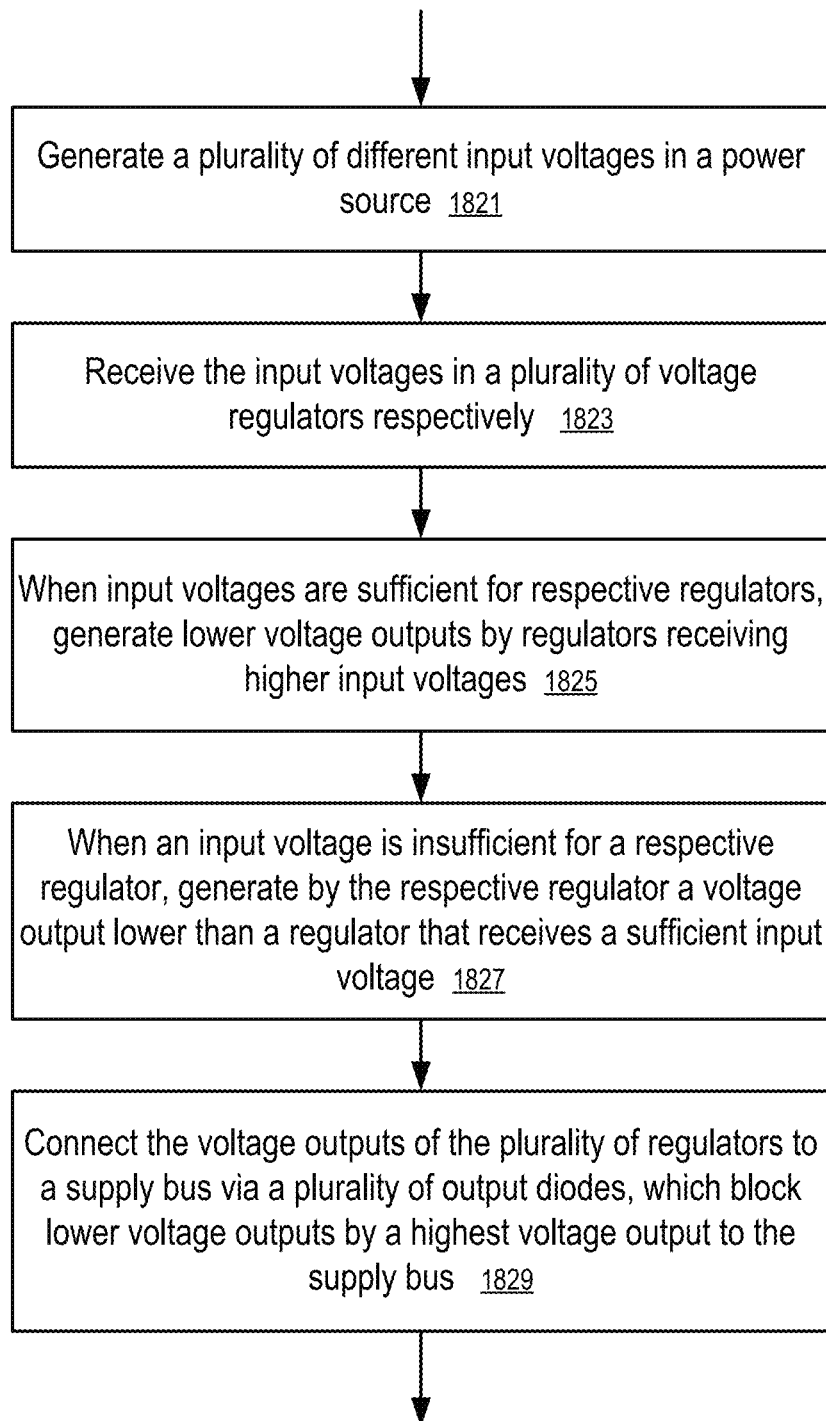 Generate a plurality of different input voltages in a power
source 1821
Receive the input voltages in a plurality of voltage
regulators respectively 1823
When input voltages are sufficient for respective regulators,
generate lower voltage outputs by regulators receiving
higher input voltages 1825
When an input voltage is insufficient for a respective
regulator, generate by the respective regulator a voltage
output lower than a regulator that receives a sufficient input
voltage 1827
Connect the voltage outputs of the plurality of regulators to
a supply bus via a plurality of output diodes, which block
lower voltage outputs by a highest voltage output to the
supply bus 1829